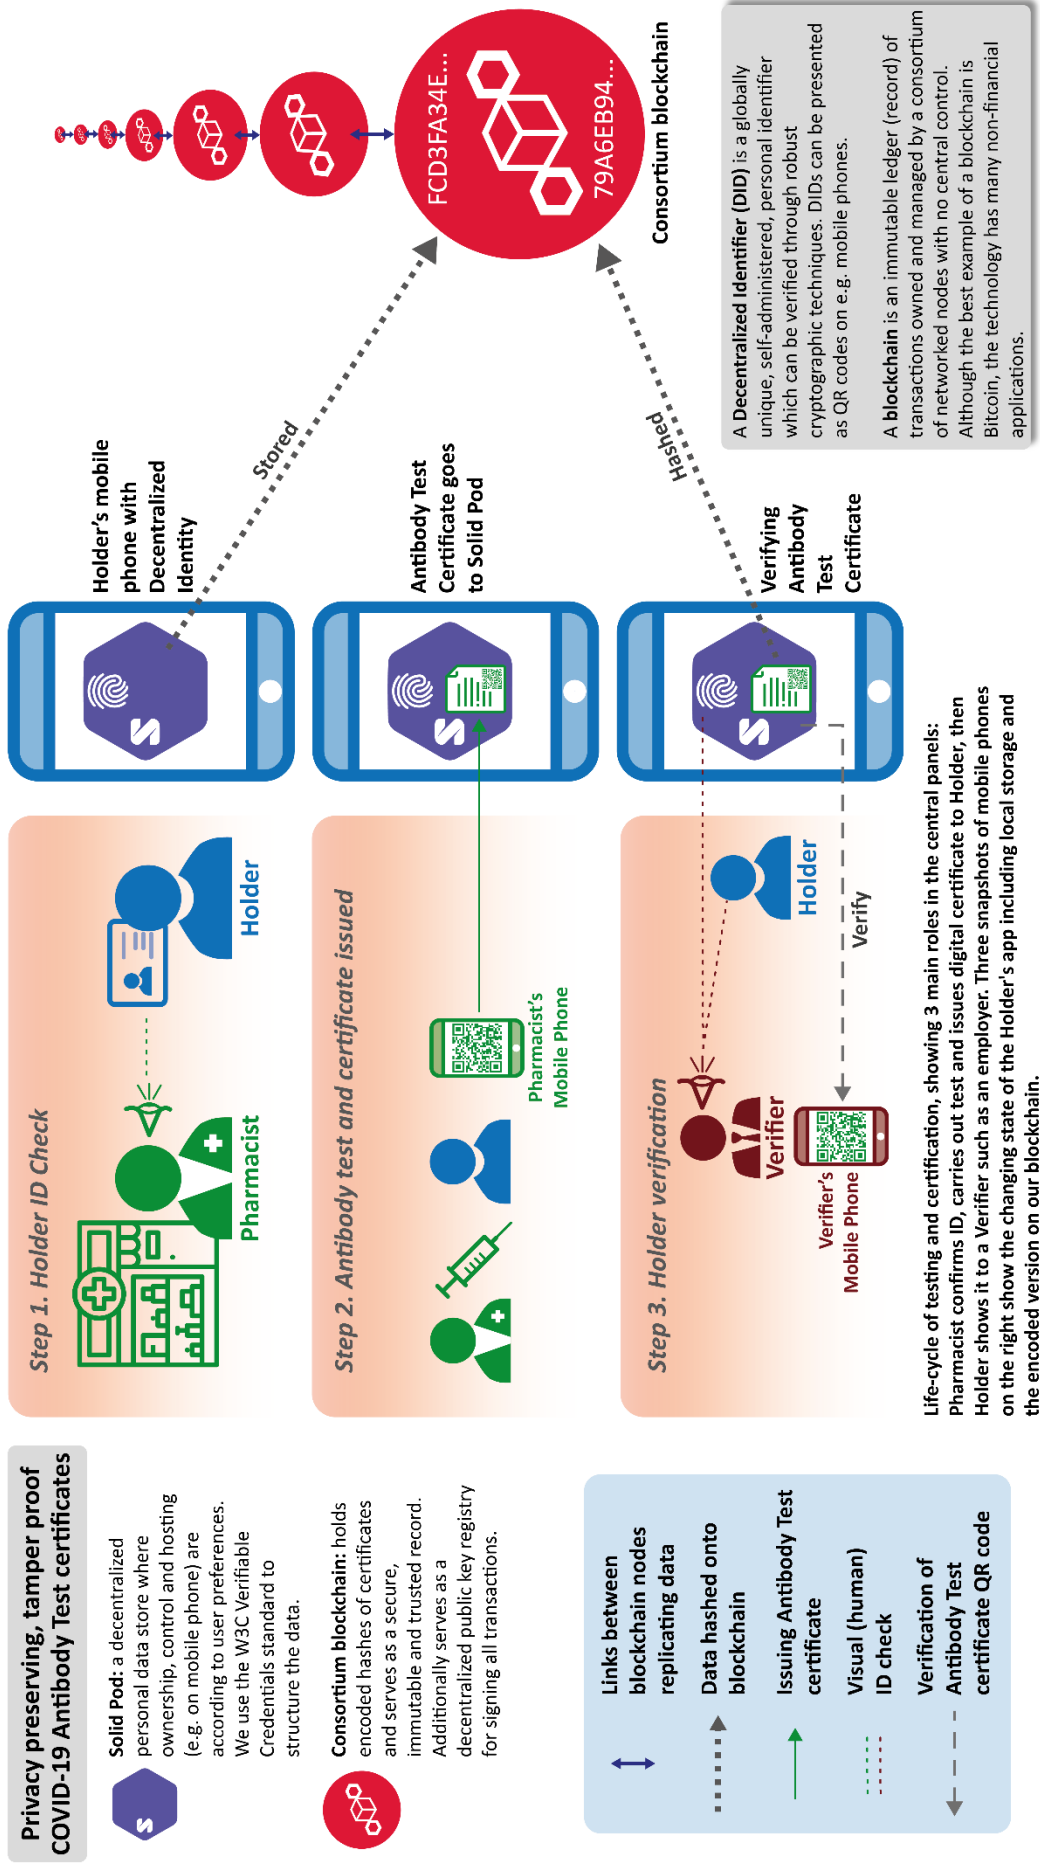 Privacy preserving, tamper proof
COVID-19 Antibody Test certificates
Solid Pod: a decentralized
personal data store where
ownership, control and hosting
(e.g. on mobile phone) are
according to user preferences.
We use the W3C Verifiable
Credentials standard to
structure the data.
Consortium blockchain: holds
encoded hashes of certificates
and serves as a secure,
immutable and trusted record.
Additionally serves as a
decentralized public key registry
for signing all transactions.
Links between
blockchain nodes
replicating data
Data hashed onto
blockchain
Issuing Antibody Test
certificate
Visual (human)
ID check
Verification of
Antibody Test
certificate QR code
Step 1. Holder ID Check
Pharmacist
Holder
Step 2. Antibody test and certificate issued
Pharmacist's
Mobile Phone
Step 3. Holder verification
Verifier
Verifier's
Mobile Phone
Holder
Verify
Holder's mobile
phone with
Decentralized
Identity
Antibody Test
Certificate goes
to Solid Pod
Verifying
Antibody
Test
Certificate
Stored
Hashed
FCD3FA34E...
79A6EB94...
Consortium blockchain
A Decentralized Identifier (DID) is a globally
unique, self-administered, personal identifier
which can be verified through robust
cryptographic techniques. DIDs can be presented
as QR codes on e.g. mobile phones.
A blockchain is an immutable ledger (record) of
transactions owned and managed by a consortium
of networked nodes with no central control.
Although the best example of a blockchain is
Bitcoin, the technology has many non-financial
applications.
Life-cycle of testing and certification, showing 3 main roles in the central panels:
Pharmacist confirms ID, carries out test and issues digital certificate to Holder, then
Holder shows it to a Verifier such as an employer. Three snapshots of mobile phones
on the right show the changing state of the Holder's app including local storage and
the encoded version on our blockchain.